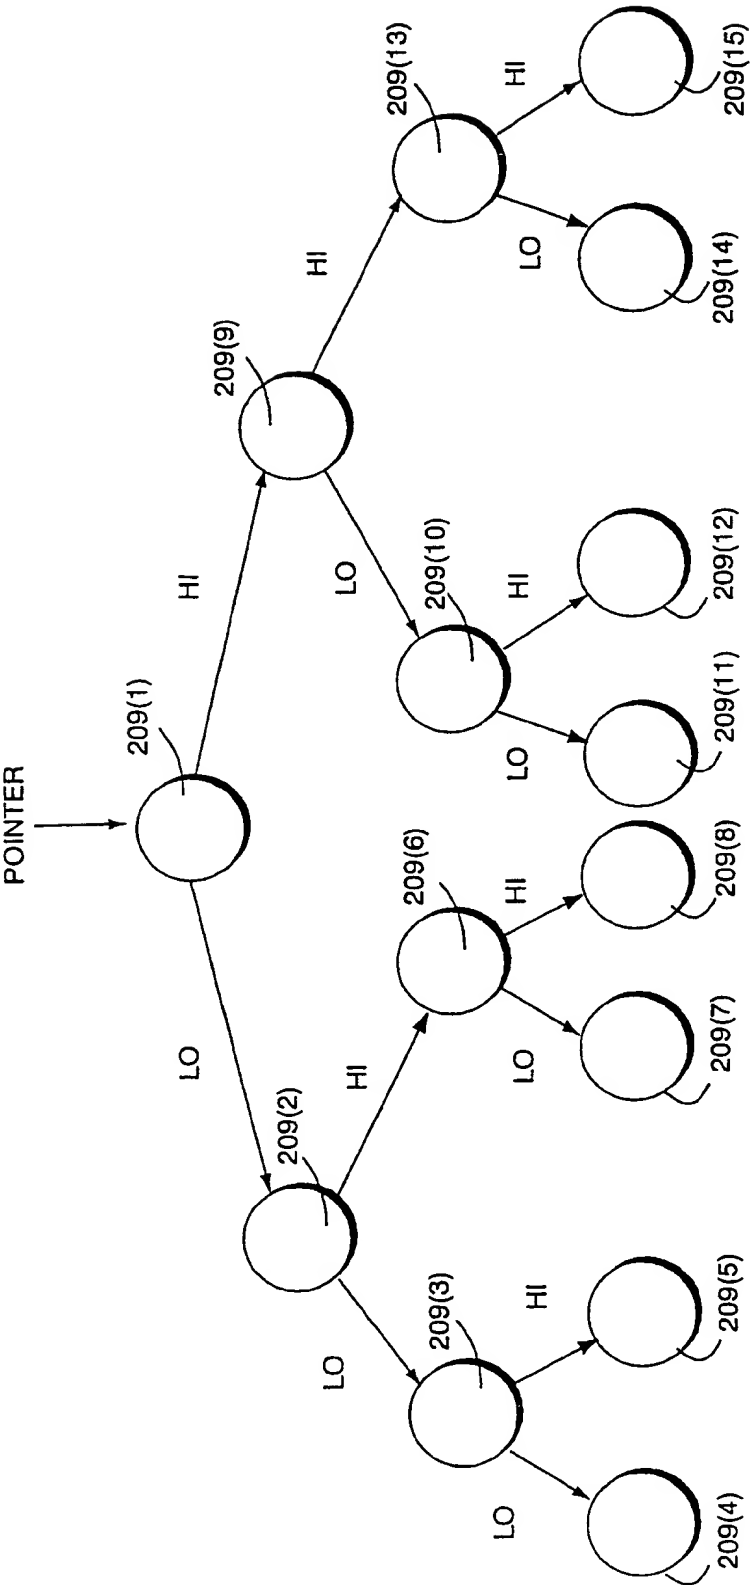 POINTER
209(1)
LO
HI
209(2)
209(9)
LO
HI
LO
HI
209(3)
209(6)
209(10)
209(13)
LO
HI
LO
HI
LO
HI
LO
HI
209(4)
209(5)
209(7)
209(8)
209(11)
209(12)
209(14)
209(15)